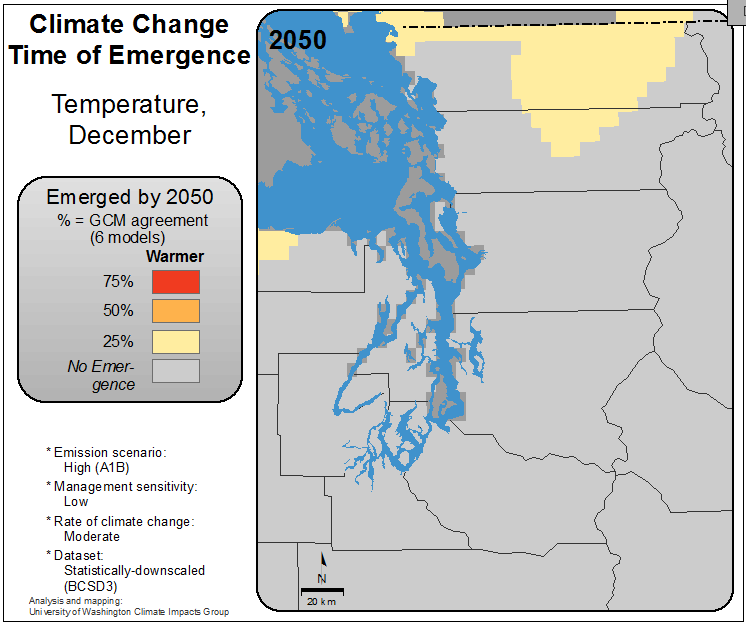 Climate Change
Time of Emergence
Temperature,
December
Emerged by 2050
% = GCM agreement
(6 models)
Warmer
75%
50%
25%
No Emer-
gence
* Emission scenario:
High (A1B)
* Management sensitivity:
Low
* Rate of climate change:
Moderate
* Dataset:
Statistically-downscaled
(BCSD3)
Analysis and mapping:
University of Washington Climate Impacts Group
2050
N
20 km